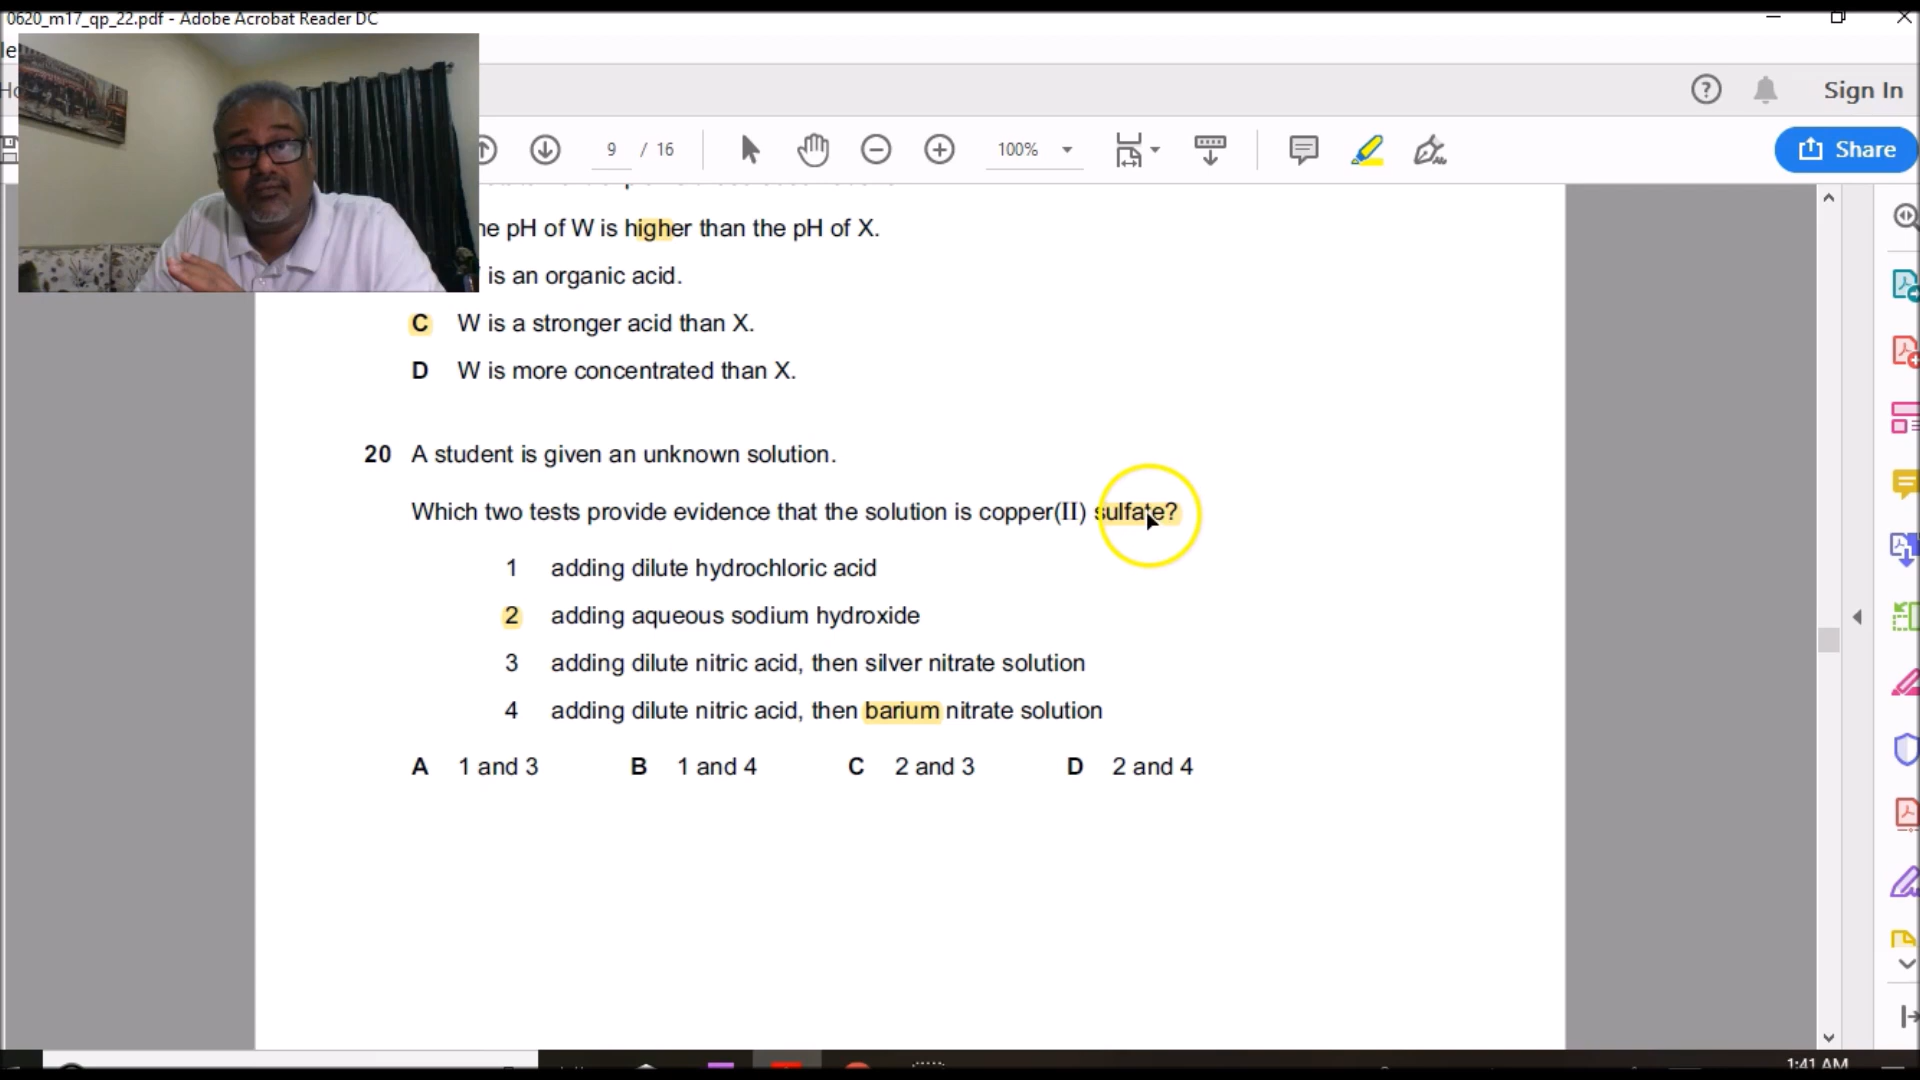 0620_m17_qp_22.pdf - Adobe Acrobat Reader DC
Sign In
9 / 16
100%
Share
he pH of W is higher than the pH of X.
is an organic acid.
C W is a stronger acid than X.
D W is more concentrated than X.
20 A student is given an unknown solution.
Which two tests provide evidence that the solution is copper(II) sulfate?
1 adding dilute hydrochloric acid
2 adding aqueous sodium hydroxide
3 adding dilute nitric acid, then silver nitrate solution
4 adding dilute nitric acid, then barium nitrate solution
A 1 and 3 B 1 and 4 C 2 and 3 D 2 and 4
1:41 AM